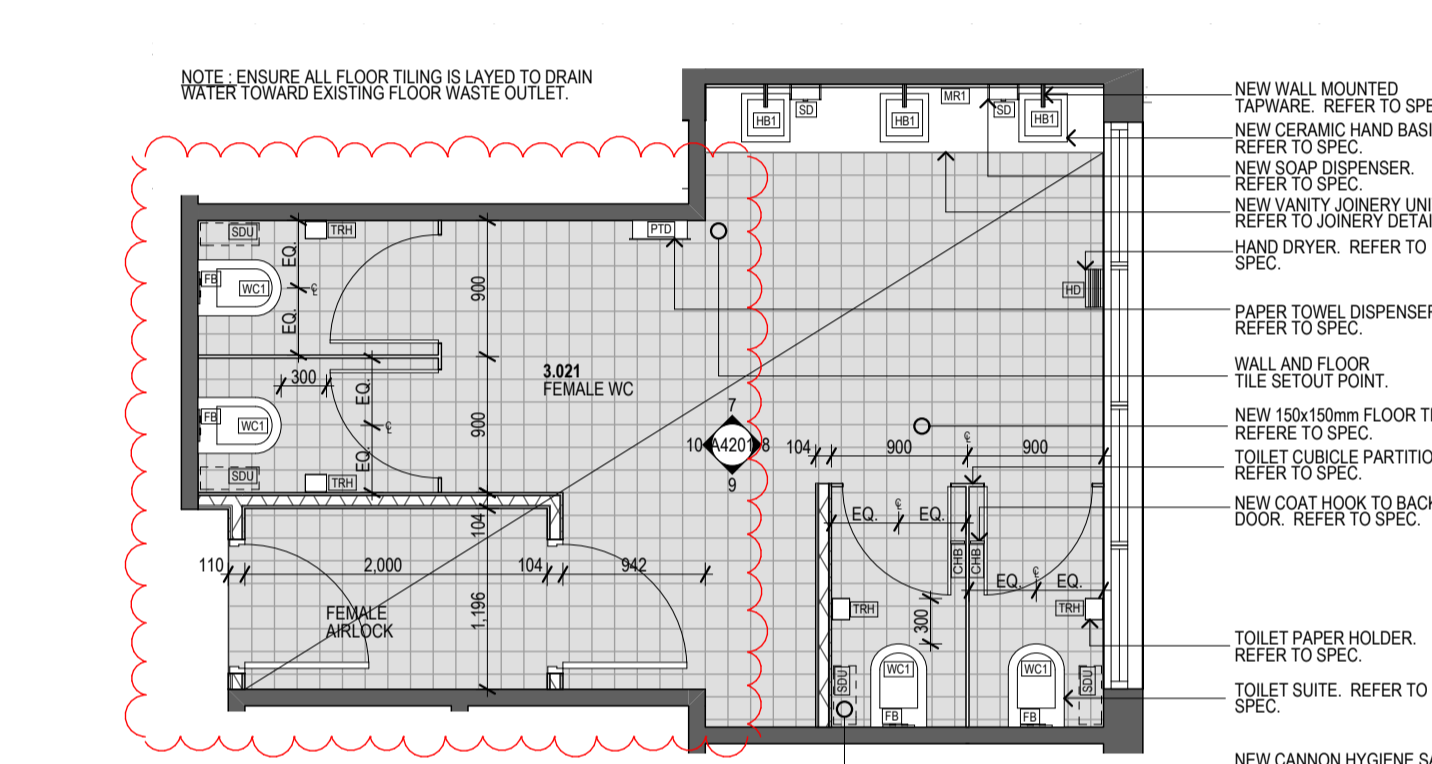 NOTE : ENSURE ALL FLOOR TILING IS LAYED TO DRAIN
WATER TOWARD EXISTING FLOOR WASTE OUTLET.
HB1
SD
HB1
MR1
SD
HB1
NEW WALL MOUNTED
TAPWARE. REFER TO SPE
NEW CERAMIC HAND BASI
REFER TO SPEC.
NEW SOAP DISPENSER.
REFER TO SPEC.
NEW VANITY JOINERY UNI
REFER TO JOINERY DETAI
HAND DRYER. REFER TO
SPEC.
PAPER TOWEL DISPENSER
REFER TO SPEC.
WALL AND FLOOR
TILE SETOUT POINT.
NEW 150x150mm FLOOR TI
REFERE TO SPEC.
TOILET CUBICLE PARTITIO
REFER TO SPEC.
NEW COAT HOOK TO BACK
DOOR. REFER TO SPEC.
TOILET PAPER HOLDER.
REFER TO SPEC.
TOILET SUITE. REFER TO
SPEC.
NEW CANNON HYGIENE SA
SDU
TRH
PTD
HD
EQ.
FB
WC1
℄
EQ.
900
300
EQ.
3.021
FEMALE WC
FB
WC1
℄
900
EQ.
SDU
TRH
7
10 A4201 8
9
104
900
℄
900
EQ.
℄
EQ.
104
110
2,000
104
942
CHB
CHB
EQ.
℄
EQ.
FEMALE
AIRLOCK
1,196
TRH
300
TRH
SDU
WC1
WC1
SDU
FB
FB